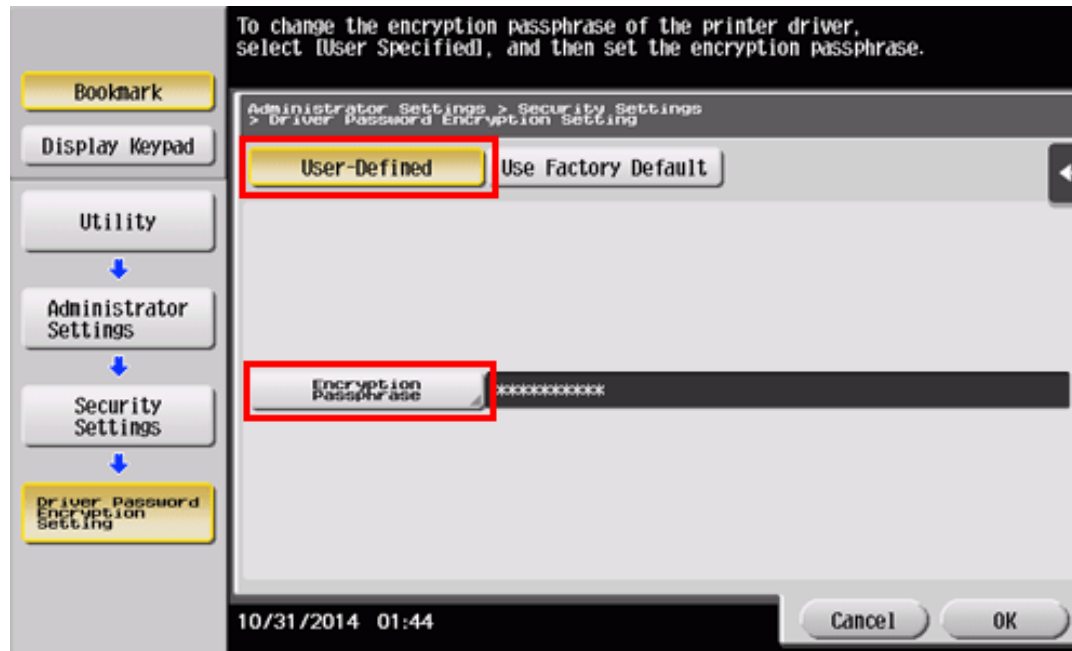 To change the encryption passphrase of the printer driver,
select [User Specified], and then set the encryption passphrase.
Bookmark
Display Keypad
Utility
Administrator
Settings
Security
Settings
Driver Password
Encryption
Setting
Administrator Settings > Security Settings
> Driver Password Encryption Setting
User-Defined
Use Factory Default
Encryption
Passphrase
***********
10/31/2014 01:44
Cancel
OK